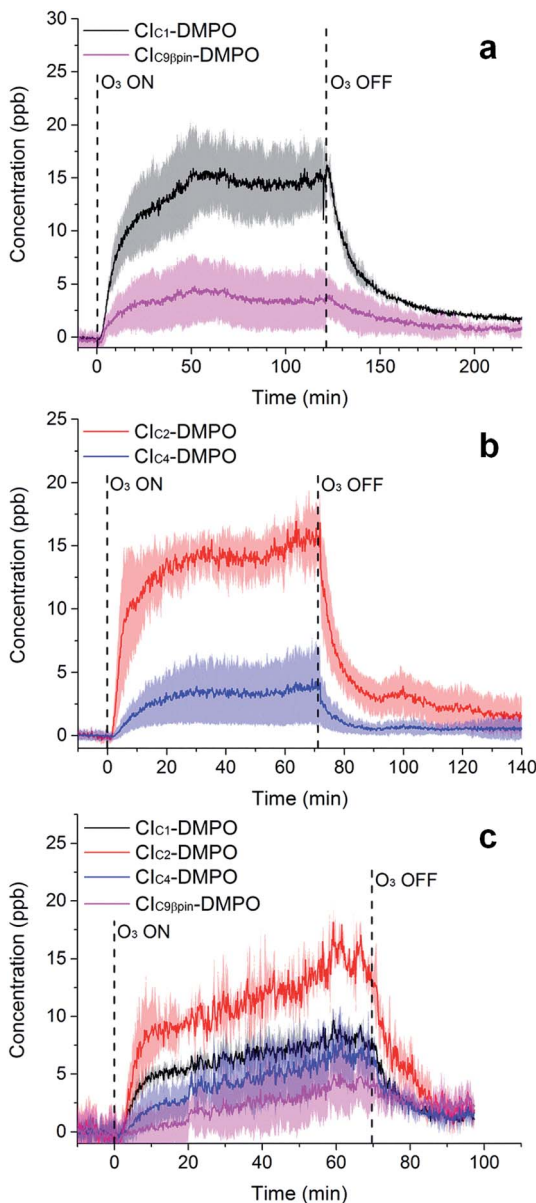 30
25
20
15
10
5
0
Concentration (ppb)
CIC1-DMPO
CIC9βpin-DMPO
a
O3 ON
O3 OFF
0 50 100 150 200
Time (min)
25
20
15
10
5
0
Concentration (ppb)
CIC2-DMPO
CIC4-DMPO
b
O3 ON
O3 OFF
0 20 40 60 80 100 120 140
Time (min)
25
20
15
10
5
0
Concentration (ppb)
CIC1-DMPO
CIC2-DMPO
CIC4-DMPO
CIC9βpin-DMPO
c
O3 ON
O3 OFF
0 20 40 60 80 100
Time (min)